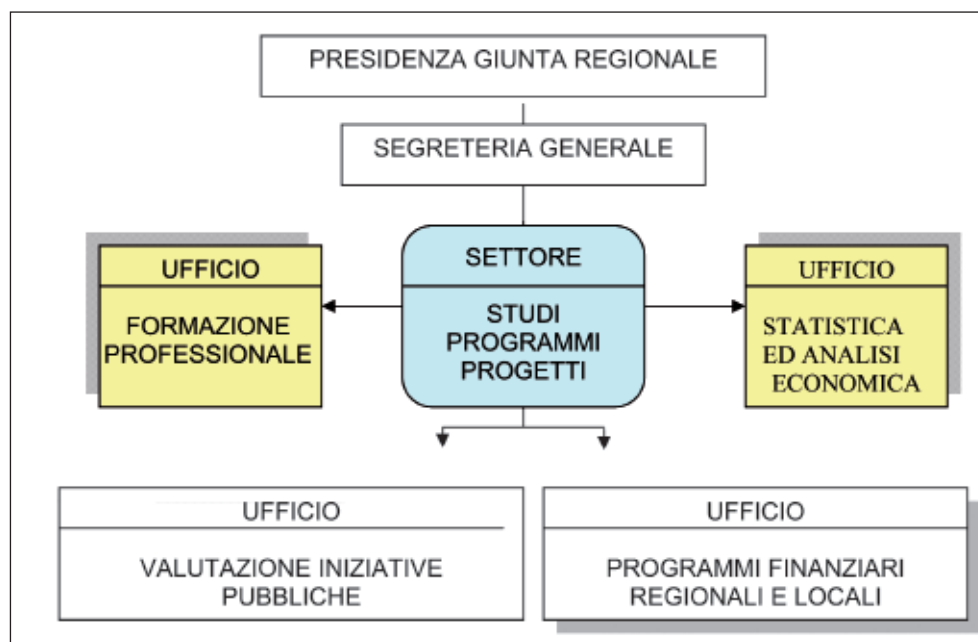 PRESIDENZA GIUNTA REGIONALE
SEGRETERIA GENERALE
SETTORE
STUDI
PROGRAMMI
PROGETTI
UFFICIO
FORMAZIONE
PROFESSIONALE
UFFICIO
STATISTICA
ED ANALISI
ECONOMICA
UFFICIO
VALUTAZIONE INIZIATIVE
PUBBLICHE
UFFICIO
PROGRAMMI FINANZIARI
REGIONALI E LOCALI